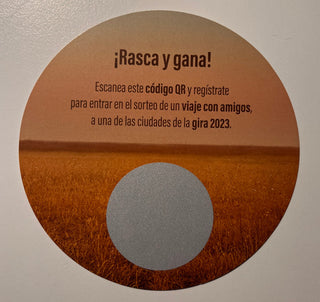 ¡Rasca y gana!
Escanea este código QR y regístrate
para entrar en el sorteo de un viaje con amigos,
a una de las ciudades de la gira 2023.